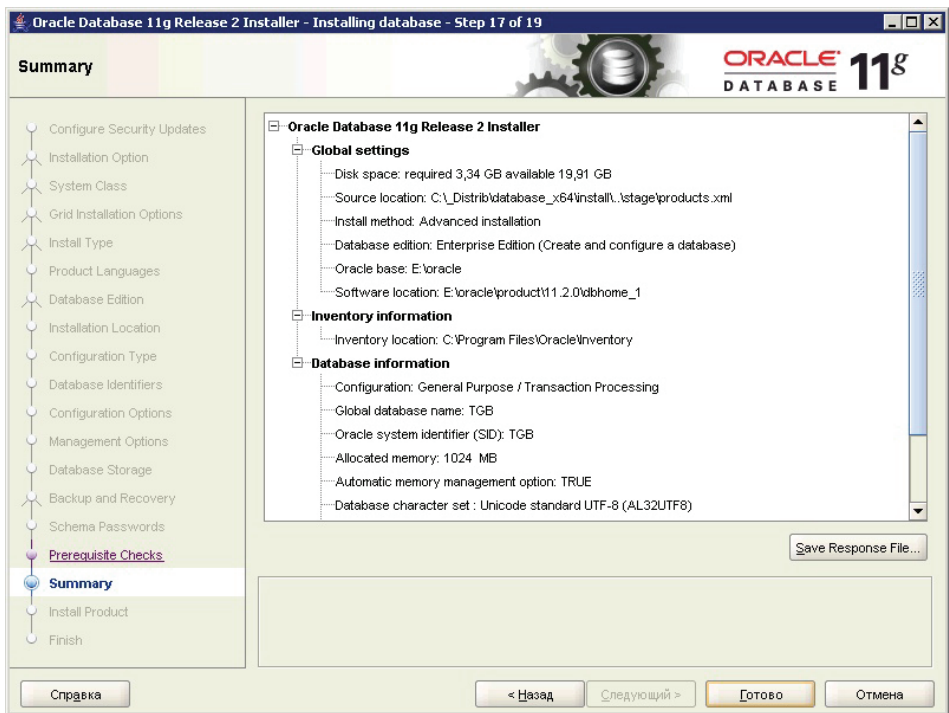 Oracle Database 11g Release 2 Installer - Installing database - Step 17 of 19
Summary
ORACLE
DATABASE
11g
Configure Security Updates
Installation Option
System Class
Grid Installation Options
Install Type
Product Languages
Database Edition
Installation Location
Configuration Type
Database Identifiers
Configuration Options
Management Options
Database Storage
Backup and Recovery
Schema Passwords
Prerequisite Checks
Summary
Install Product
Finish
Oracle Database 11g Release 2 Installer
Global settings
Disk space: required 3,34 GB available 19,91 GB
Source location: C:\_Distrib\database_x64\install\..\stage\products.xml
Install method: Advanced installation
Database edition: Enterprise Edition (Create and configure a database)
Oracle base: E:\oracle
Software location: E:\oracle\product\11.2.0\dbhome_1
Inventory information
Inventory location: C:\Program Files\Oracle\Inventory
Database information
Configuration: General Purpose / Transaction Processing
Global database name: TGB
Oracle system identifier (SID): TGB
Allocated memory: 1024 MB
Automatic memory management option: TRUE
Database character set : Unicode standard UTF-8 (AL32UTF8)
Save Response File...
Справка
< Назад
Следующий >
Готово
Отмена